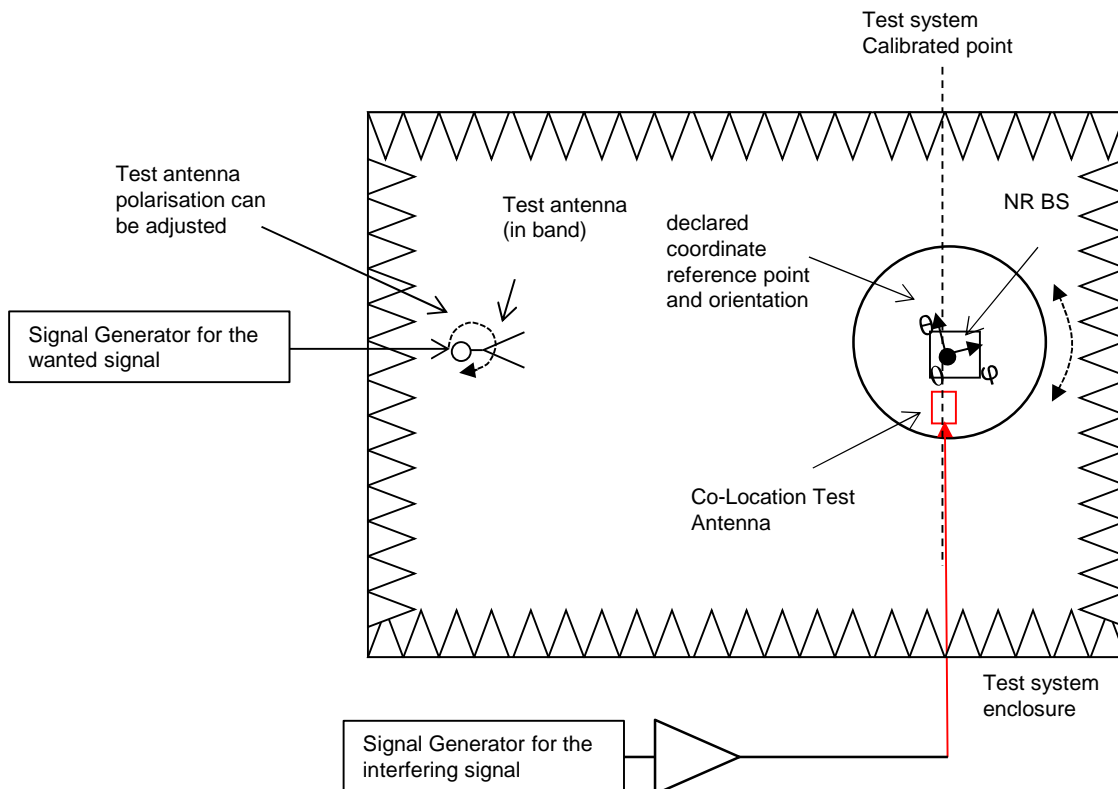 Test system
Calibrated point
Test antenna
polarisation can
be adjusted
Test antenna
(in band)
declared
coordinate
reference point
and orientation
NR BS
Signal Generator for the
wanted signal
θ
0
φ
Co-Location Test
Antenna
Test system
enclosure
Signal Generator for the
interfering signal